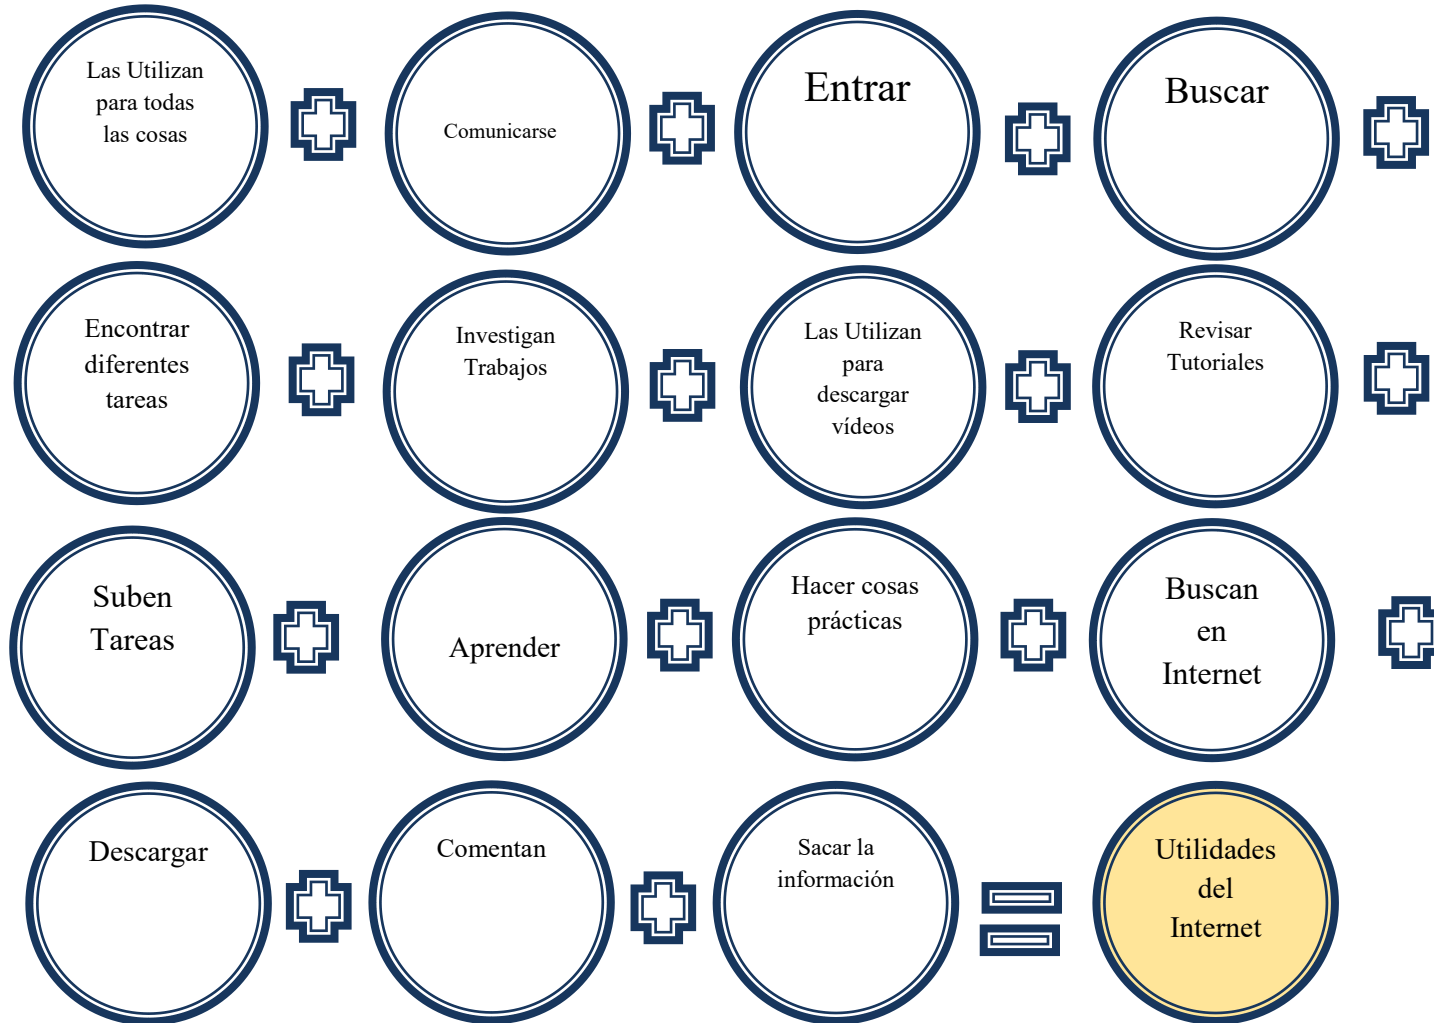 Las Utilizan
para todas
las cosas
Comunicarse
Entrar
Buscar
Encontrar
diferentes
tareas
Investigan
Trabajos
Las Utilizan
para
descargar
vídeos
Revisar
Tutoriales
Suben
Tareas
Aprender
Hacer cosas
prácticas
Buscan
en
Internet
Descargar
Comentan
Sacar la
información
Utilidades
del
Internet